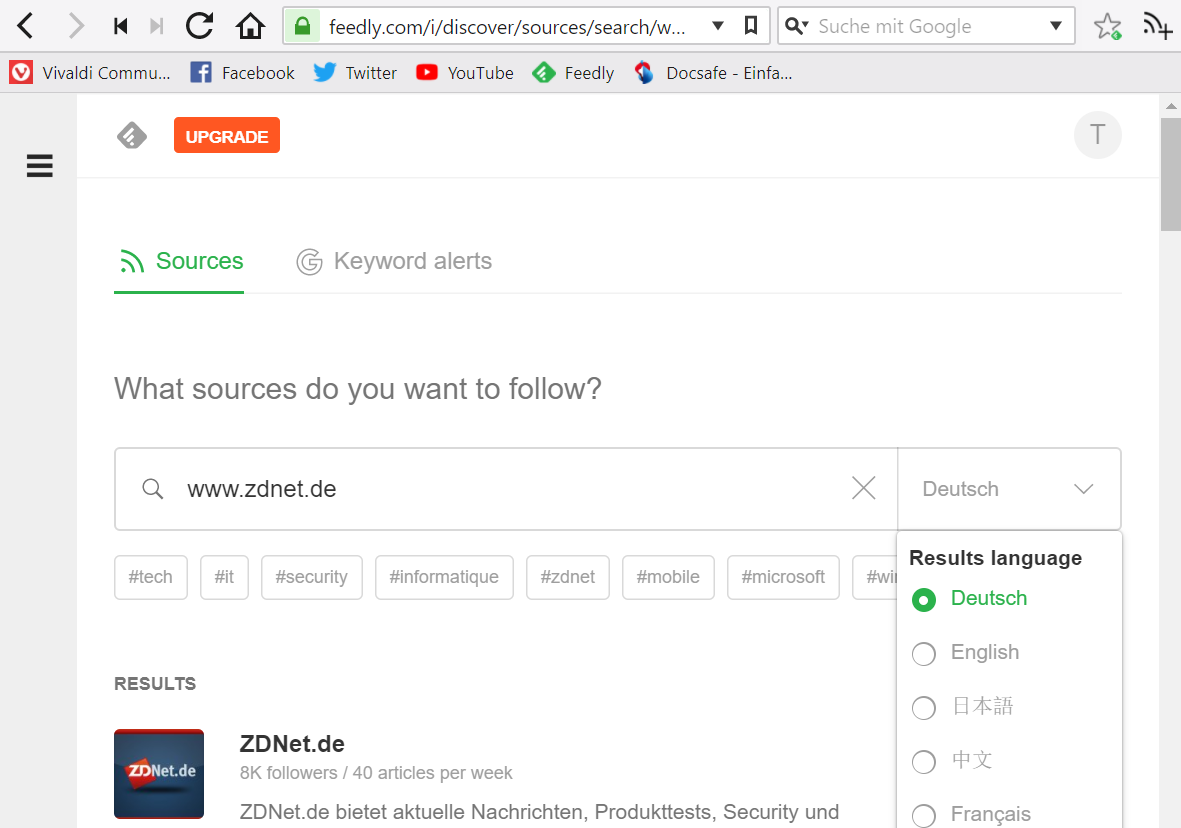 feedly.com/i/discover/sources/search/w...
Suche mit Google
Vivaldi Commu...
Facebook
Twitter
YouTube
Feedly
Docsafe - Einfa...
UPGRADE
T
Sources
Keyword alerts
What sources do you want to follow?
www.zdnet.de
Deutsch
#tech
#it
#security
#informatique
#zdnet
#mobile
#microsoft
Results language
Deutsch
English
日本語
中文
Français
RESULTS
ZDNet.de
ZDNet.de
8K followers / 40 articles per week
ZDNet.de bietet aktuelle Nachrichten, Produkttests, Security und